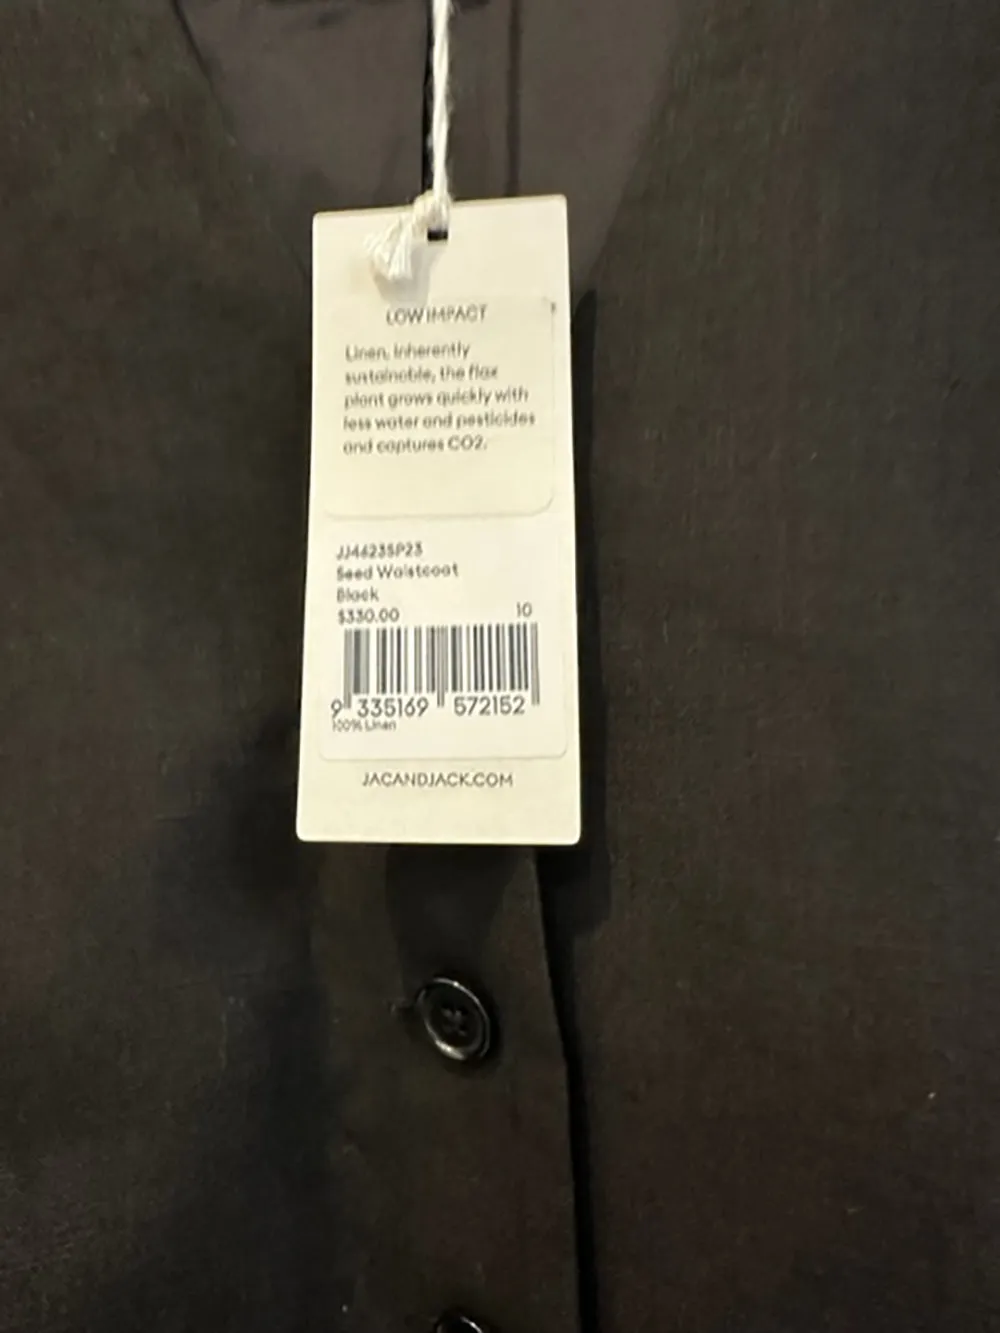 LOW IMPACT
Linen, inherently
sustainable, the flax
plant grows quickly with
less water and pesticides
and captures CO2.
JJ4623SP23
Seed Waistcoat
Black
$330.00 10
9 335169 572152
100% Linen
JACANDJACK.COM